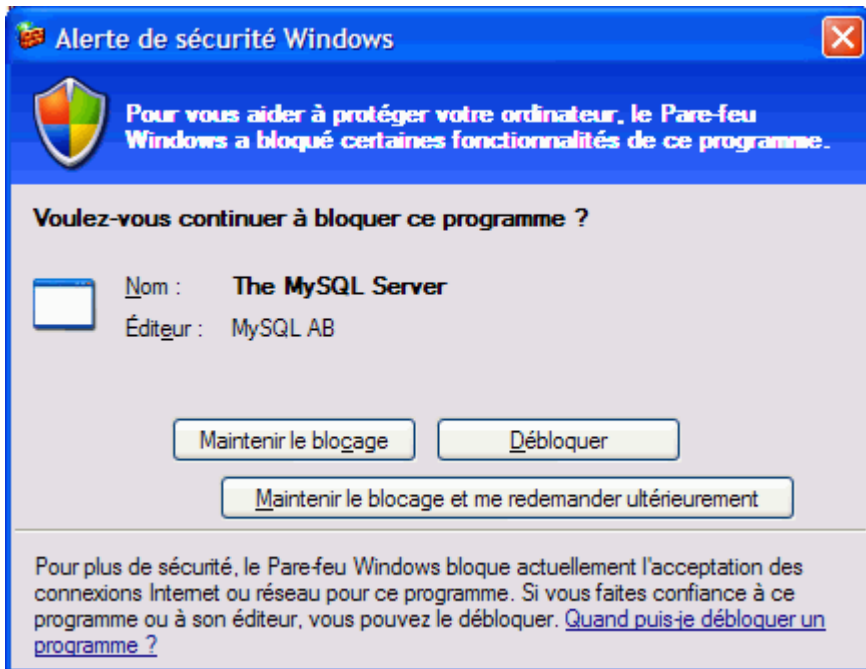 Alerte de sécurité Windows
Pour vous aider à protéger votre ordinateur, le Pare-feu
Windows a bloqué certaines fonctionnalités de ce programme.
Voulez-vous continuer à bloquer ce programme ?
Nom : The MySQL Server
Éditeur : MySQL AB
Maintenir le blocage Débloquer
Maintenir le blocage et me redemander ultérieurement
Pour plus de sécurité, le Pare-feu Windows bloque actuellement l'acceptation des
connexions Internet ou réseau pour ce programme. Si vous faites confiance à ce
programme ou à son éditeur, vous pouvez le débloquer. Quand puis-je débloquer un
programme ?